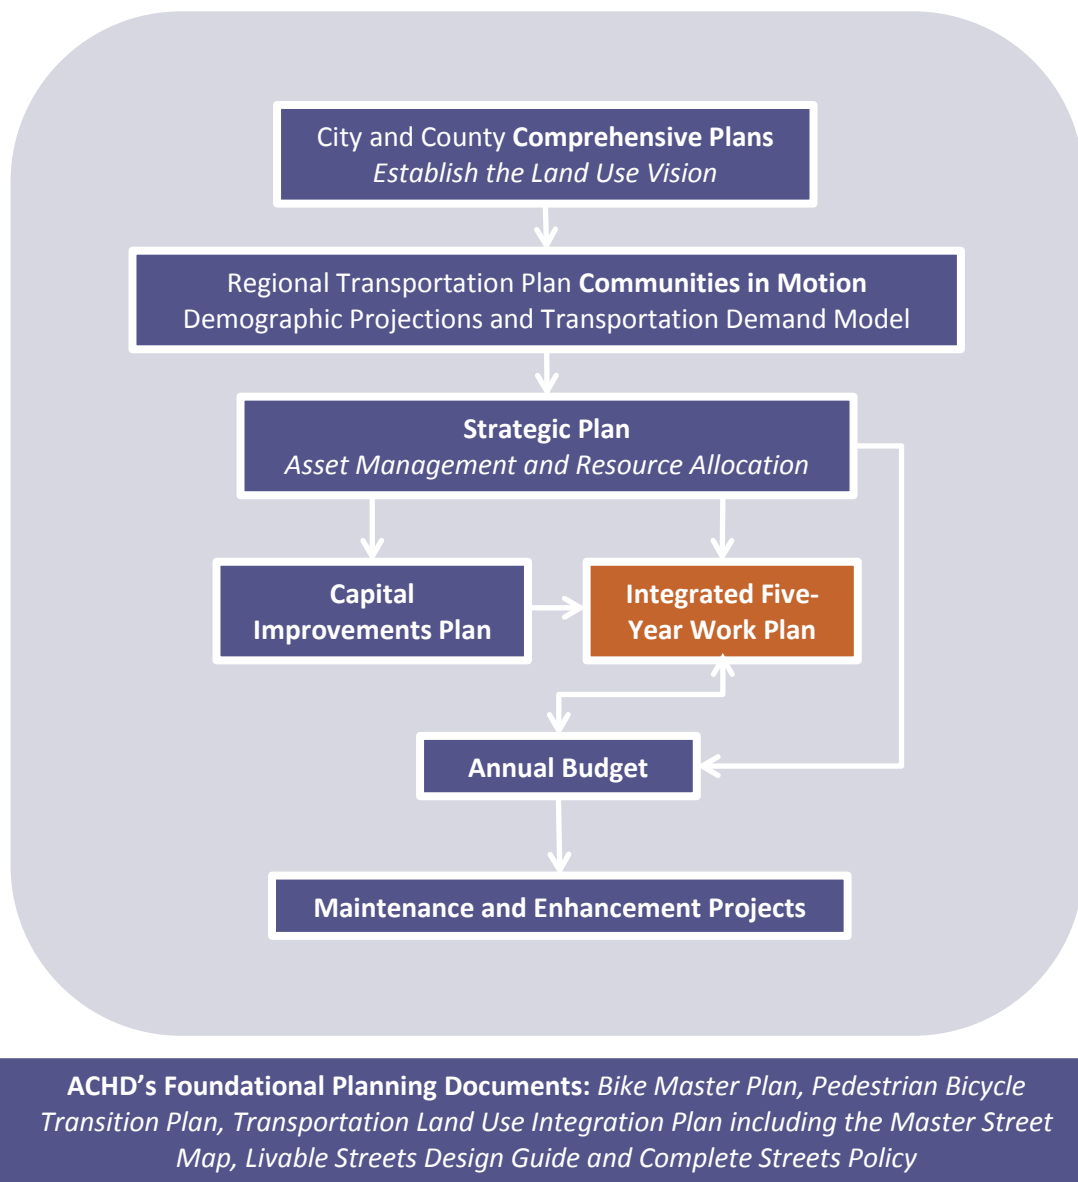 City and County Comprehensive Plans
Establish the Land Use Vision
Regional Transportation Plan Communities in Motion
Demographic Projections and Transportation Demand Model
Strategic Plan
Asset Management and Resource Allocation
Capital
Improvements Plan
Integrated Five-
Year Work Plan
Annual Budget
Maintenance and Enhancement Projects
ACHD’s Foundational Planning Documents: Bike Master Plan, Pedestrian Bicycle
Transition Plan, Transportation Land Use Integration Plan including the Master Street
Map, Livable Streets Design Guide and Complete Streets Policy